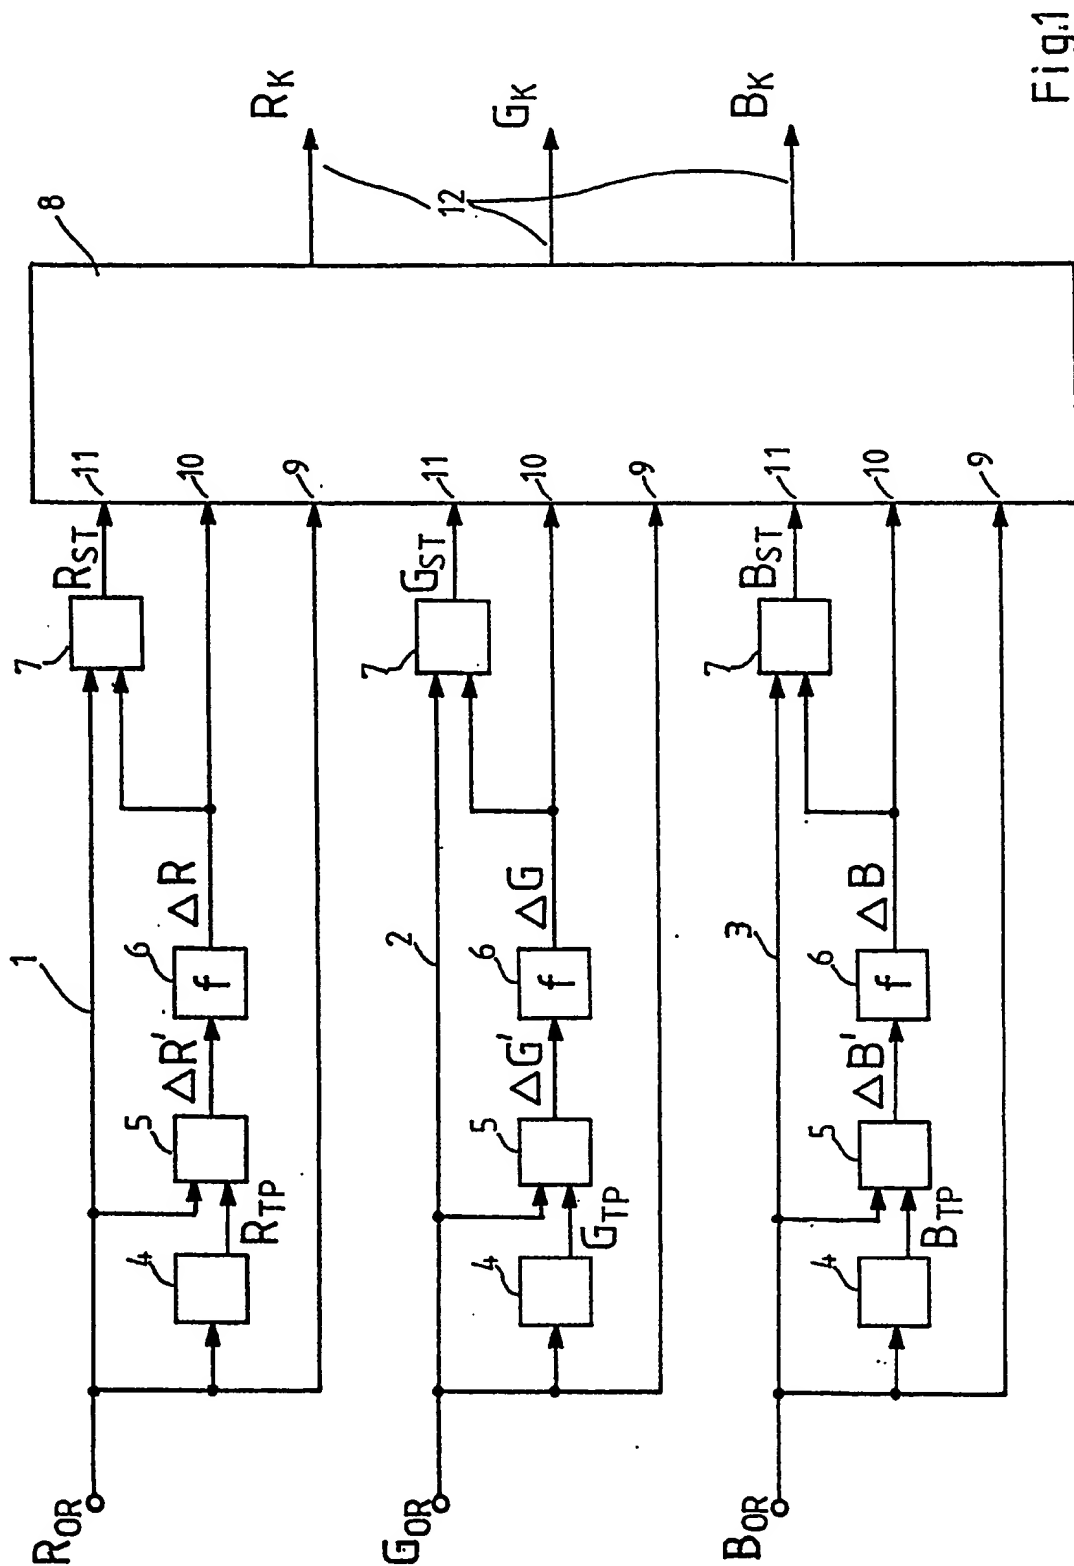 8
R_K
12
G_K
B_K
Fig.1
11
10
9
11
10
9
11
10
9
R_ST
7
G_ST
7
B_ST
7
1
6
f
ΔR
ΔR'
5
R_TP
4
R_OR
2
6
f
ΔG
ΔG'
5
G_TP
4
G_OR
3
6
f
ΔB
ΔB'
5
B_TP
4
B_OR